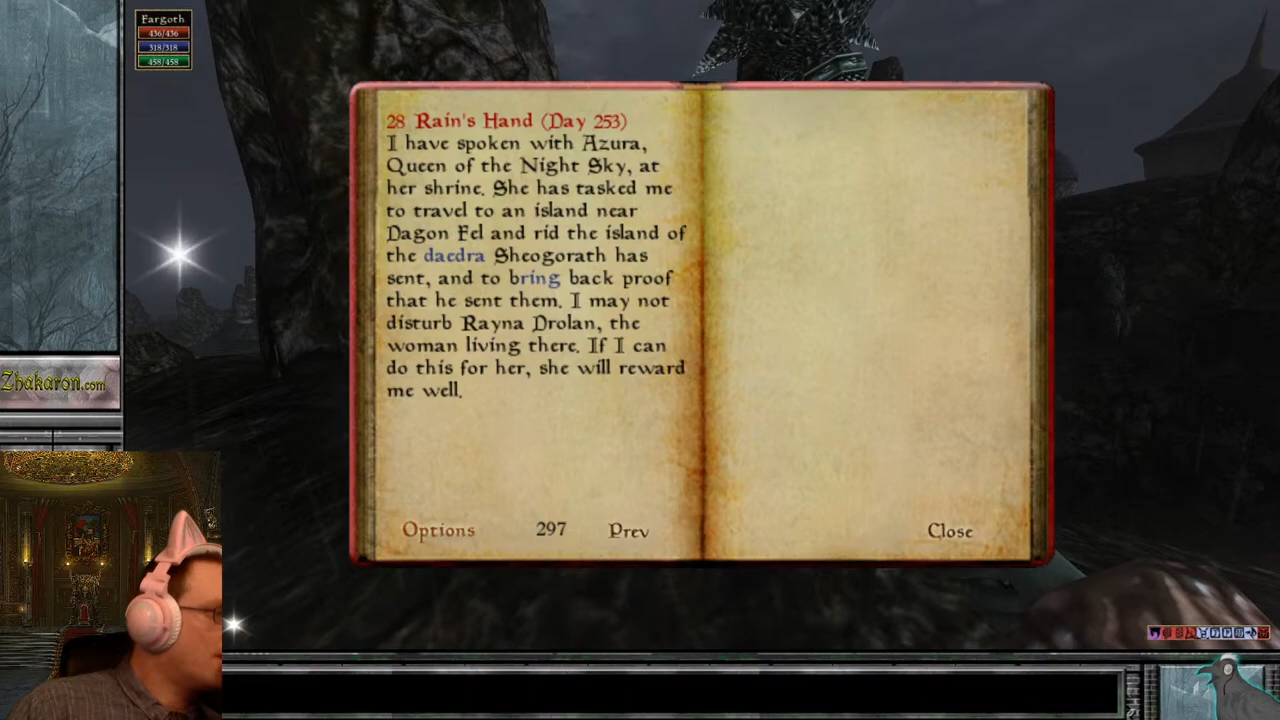 Fargoth
436/436
318/318
458/458
28 Rain's Hand (Day 253)
I have spoken with Azura,
Queen of the Night Sky, at
her shrine. She has tasked me
to travel to an island near
Dagon Fel and rid the island of
the daedra Sheogorath has
sent, and to bring back proof
that he sent them. I may not
disturb Rayna Drolan, the
woman living there. If I can
do this for her, she will reward
me well.
Options 297 Prev Close
Zhakaron.com